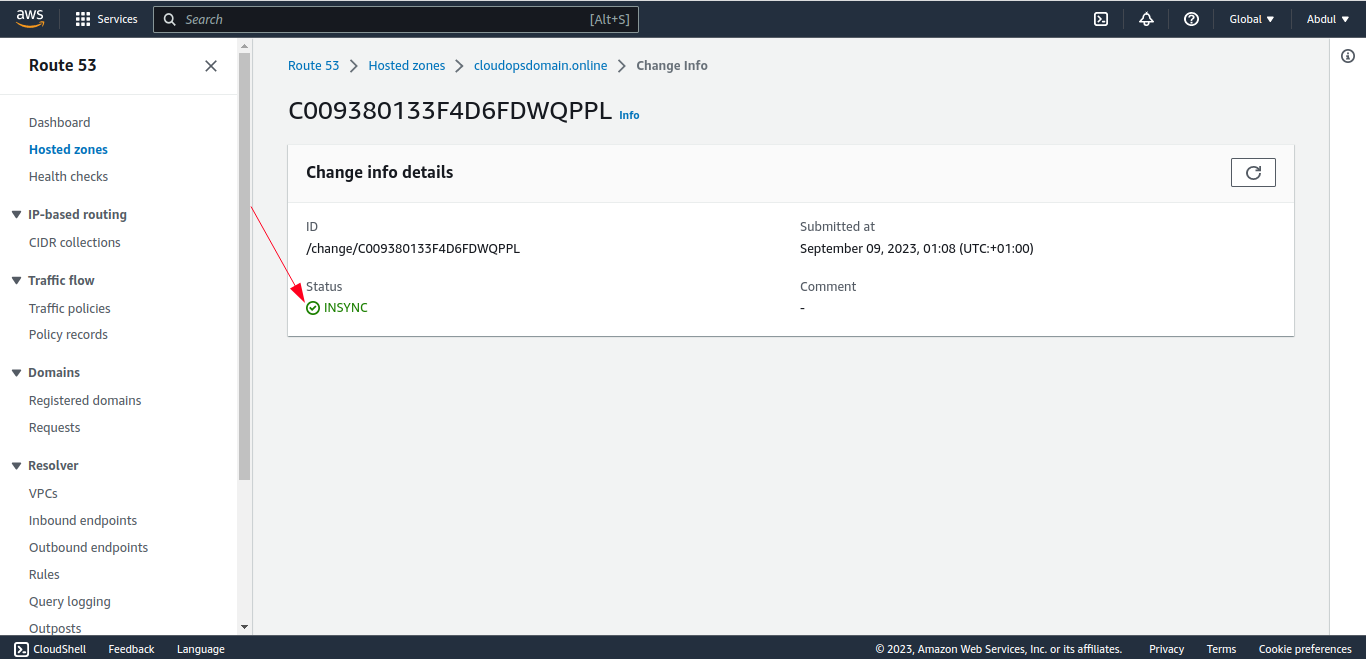 aws
Services
Search [Alt+S]
Global
Abdul
Route 53
Dashboard
Hosted zones
Health checks
IP-based routing
CIDR collections
Traffic flow
Traffic policies
Policy records
Domains
Registered domains
Requests
Resolver
VPCs
Inbound endpoints
Outbound endpoints
Rules
Query logging
Outposts
Route 53 > Hosted zones > cloudopsdomain.online > Change Info
C009380133F4D6FDWQPPL Info
Change info details
ID
/change/C009380133F4D6FDWQPPL
Submitted at
September 09, 2023, 01:08 (UTC:+01:00)
Status
INSYNC
Comment
-
CloudShell Feedback Language
© 2023, Amazon Web Services, Inc. or its affiliates. Privacy Terms Cookie preferences